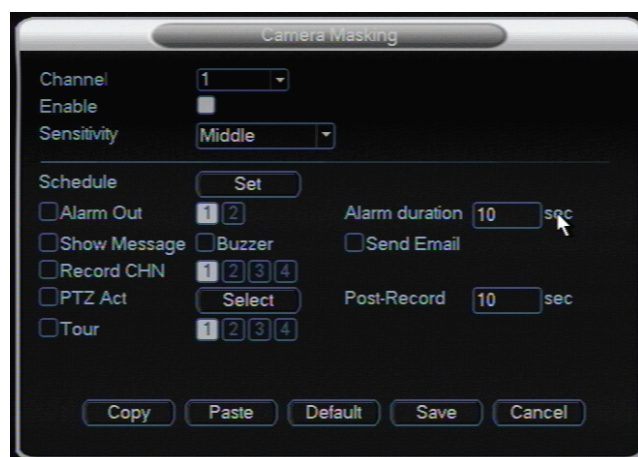 Camera Masking
Channel 1
Enable
Sensitivity Middle
Schedule Set
Alarm Out 1 2 Alarm duration 10 sec
Show Message Buzzer Send Email
Record CHN 1 2 3 4
PTZ Act Select Post-Record 10 sec
Tour 1 2 3 4
Copy Paste Default Save Cancel